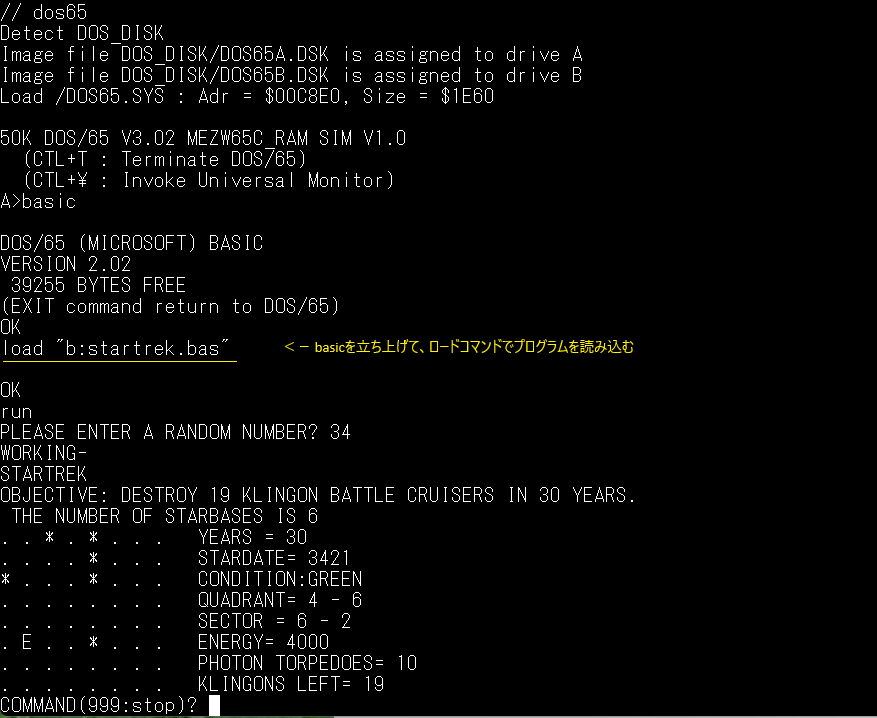 // dos65
Detect DOS_DISK
Image file DOS_DISK/DOS65A.DSK is assigned to drive A
Image file DOS_DISK/DOS65B.DSK is assigned to drive B
Load /DOS65.SYS : Adr = $00C8E0, Size = $1E60
50K DOS/65 V3.02 MEZW65C_RAM SIM V1.0
(CTL+T : Terminate DOS/65)
(CTL+¥ : Invoke Universal Monitor)
A>basic
DOS/65 (MICROSOFT) BASIC
VERSION 2.02
39255 BYTES FREE
(EXIT command return to DOS/65)
OK
load "b:startrek.bas" <－basicを立ち上げて、ロードコマンドでプログラムを読み込む
OK
run
PLEASE ENTER A RANDOM NUMBER? 34
WORKING-
STARTREK
OBJECTIVE: DESTROY 19 KLINGON BATTLE CRUISERS IN 30 YEARS.
THE NUMBER OF STARBASES IS 6
. . * . * . . . YEARS = 30
. . . . * . . . STARDATE= 3421
* . . . * . . . CONDITION:GREEN
. . . . . . . . QUADRANT= 4 - 6
. . . . . . . . SECTOR = 6 - 2
. E . . * . . . ENERGY= 4000
. . . . . . . . PHOTON TORPEDOES= 10
. . . . . . . . KLINGONS LEFT= 19
COMMAND(999:stop)?